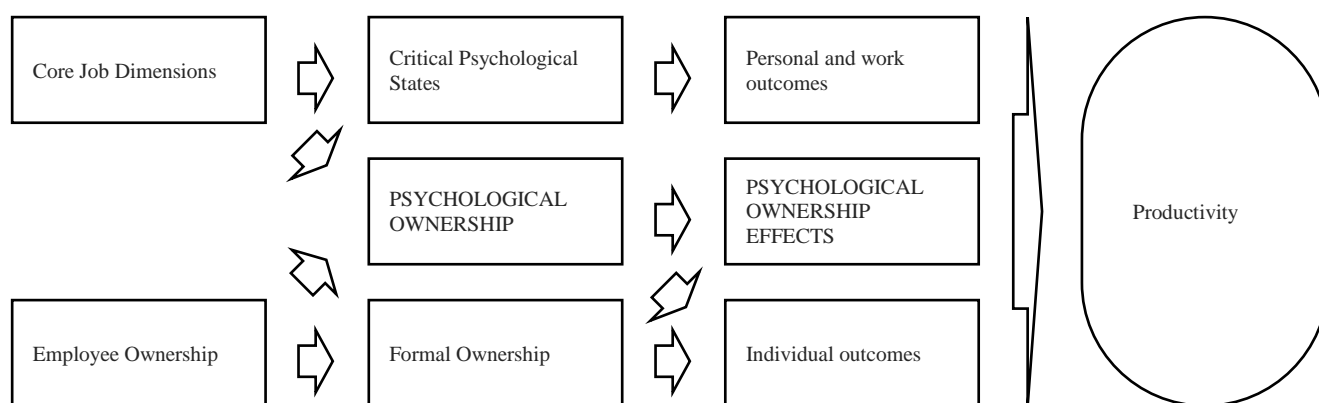 Core Job Dimensions
Critical Psychological
States
Personal and work
outcomes
PSYCHOLOGICAL
OWNERSHIP
PSYCHOLOGICAL
OWNERSHIP
EFFECTS
Productivity
Employee Ownership
Formal Ownership
Individual outcomes